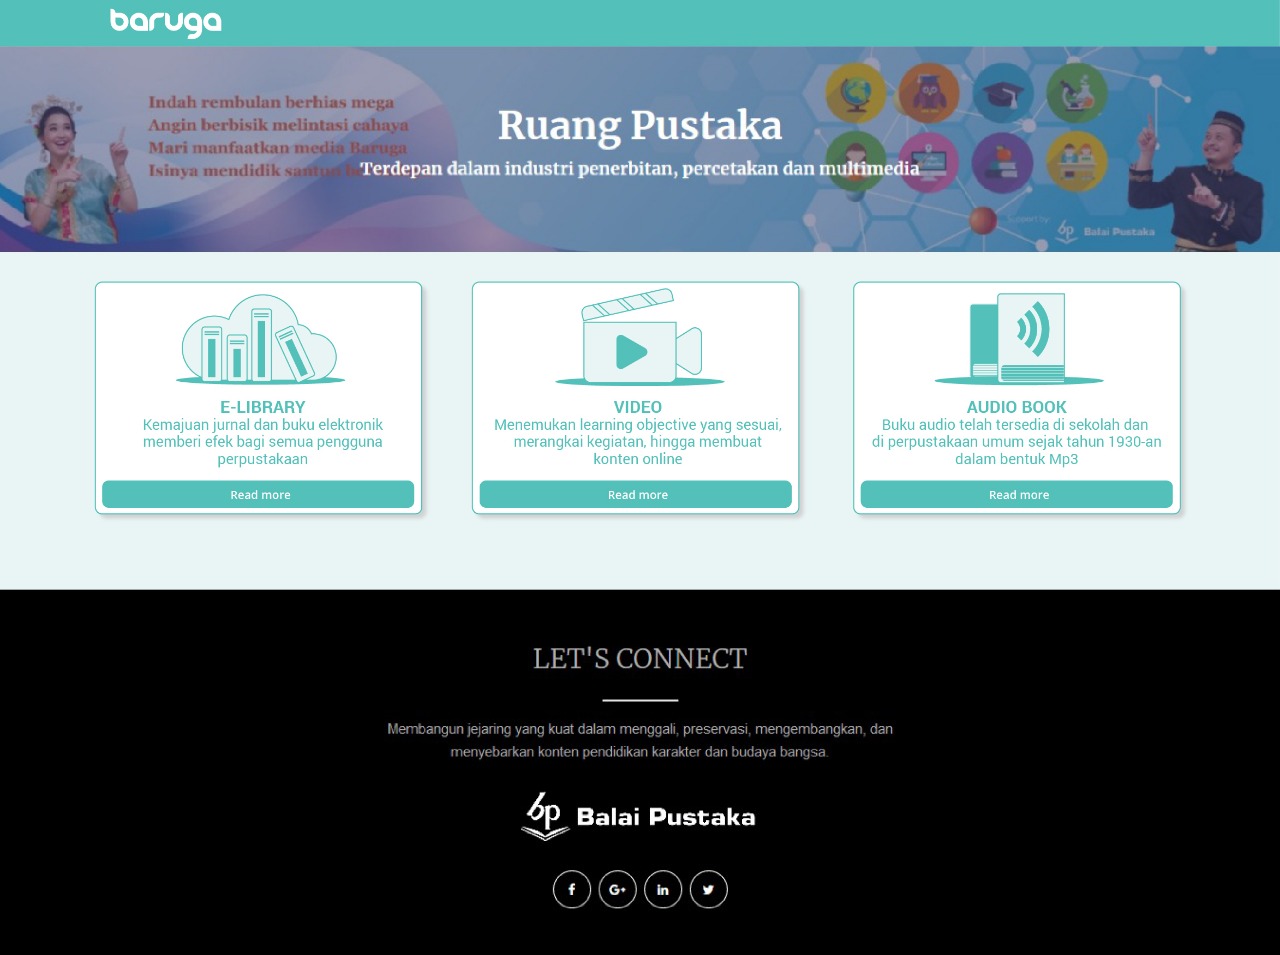 baruga
Indah rembulan berhias mega
Angin berbisik melintasi cahaya
Mari manfaatkan media Baruga
Isinya mendidik santun
Ruang Pustaka
Terdepan dalam industri penerbitan, percetakan dan multimedia
support by:
bp Balai Pustaka
E-LIBRARY
Kemajuan jurnal dan buku elektronik
memberi efek bagi semua pengguna
perpustakaan
Read more
VIDEO
Menemukan learning objective yang sesuai,
merangkai kegiatan, hingga membuat
konten online
Read more
AUDIO BOOK
Buku audio telah tersedia di sekolah dan
di perpustakaan umum sejak tahun 1930-an
dalam bentuk Mp3
Read more
LET'S CONNECT
Membangun jejaring yang kuat dalam menggali, preservasi, mengembangkan, dan
menyebarkan konten pendidikan karakter dan budaya bangsa.
bp Balai Pustaka
f G+ in